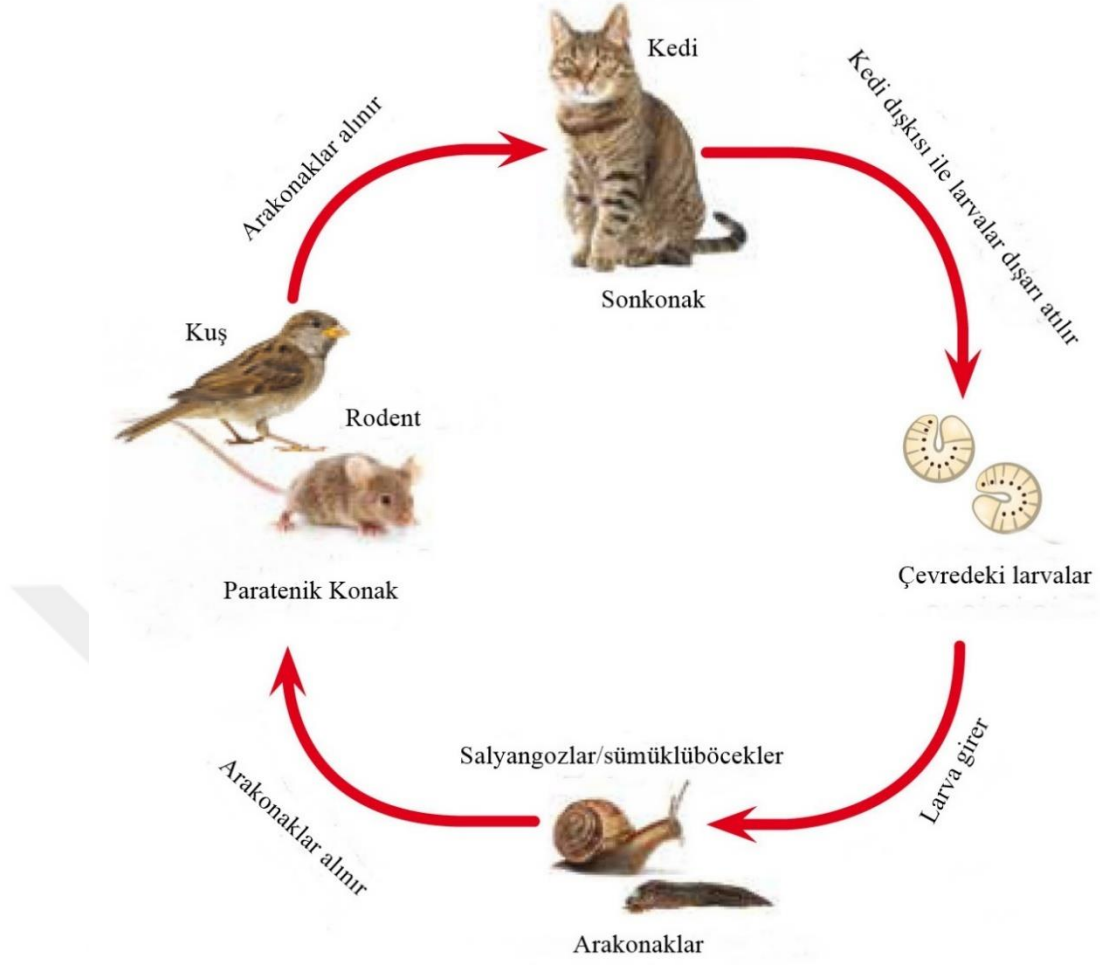 Kedi
Arakonaklar alınır
Kedi dışkısı ile larvalar dışarı atılır
Sonkonak
Kuş
Rodent
Paratenik Konak
Çevredeki larvalar
Salyangozlar/sümüklüböcekler
Larva girer
Arakonaklar alınır
Arakonaklar